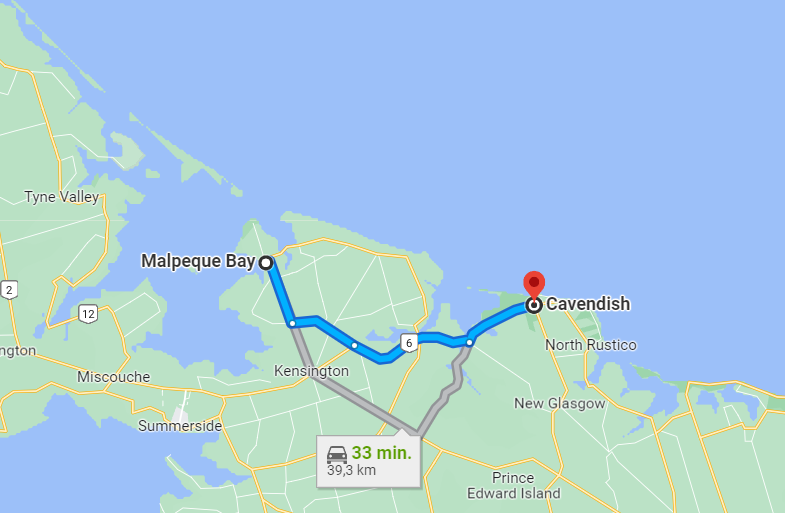 Tyne Valley
Malpeque Bay
2
12
Cavendish
6
North Rustico
ngton
Miscouche
Kensington
New Glasgow
Summerside
33 min.
39,3 km
Prince
Edward Island